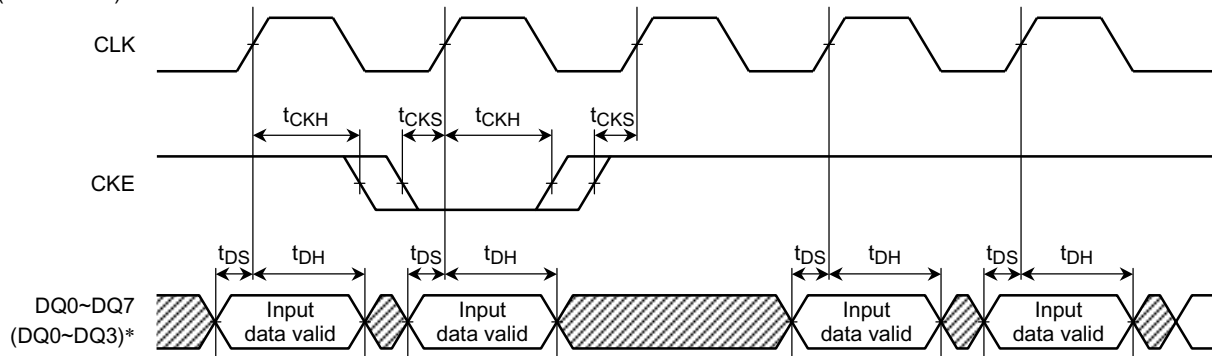 CLK
tCKH tCKS tCKH tCKS
CKE
tDS tDH tDS tDH tDS tDH tDS tDH
DQ0~DQ7
(DQ0~DQ3)*
Input data valid
Input data valid
Input data valid
Input data valid